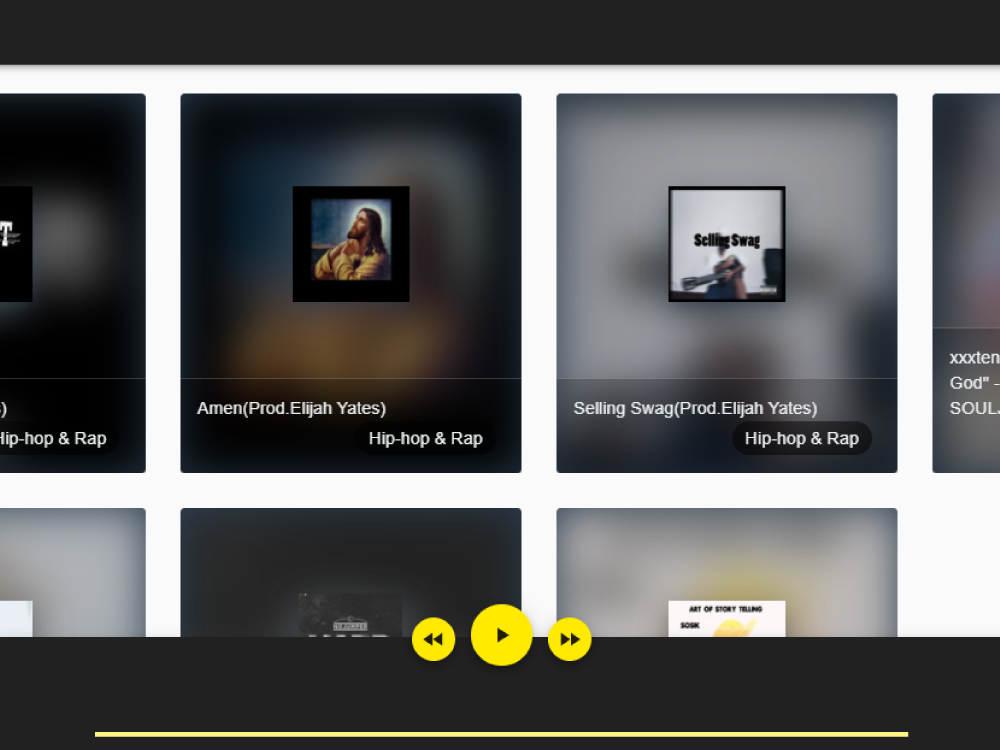 T
s)
Hip-hop & Rap
Amen(Prod.Elijah Yates)
Hip-hop & Rap
Selling Swag
Selling Swag(Prod.Elijah Yates)
Hip-hop & Rap
xxxten
God" -
SOULJ
ART OF STORY TELLING
SOSK